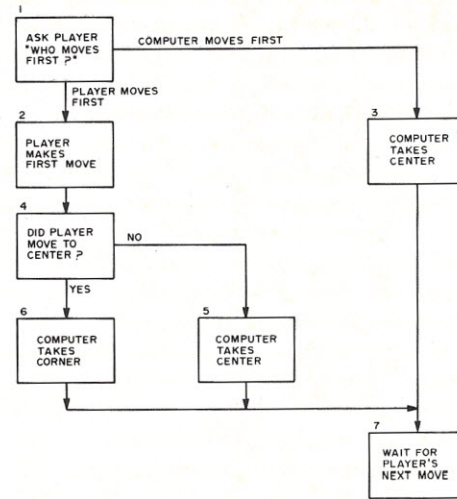 1
ASK PLAYER
"WHO MOVES
FIRST ?"
COMPUTER MOVES FIRST
PLAYER MOVES
FIRST
2
PLAYER
MAKES
FIRST MOVE
3
COMPUTER
TAKES
CENTER
4
DID PLAYER
MOVE TO
CENTER ?
NO
YES
6
COMPUTER
TAKES
CORNER
5
COMPUTER
TAKES
CENTER
7
WAIT FOR
PLAYER'S
NEXT MOVE